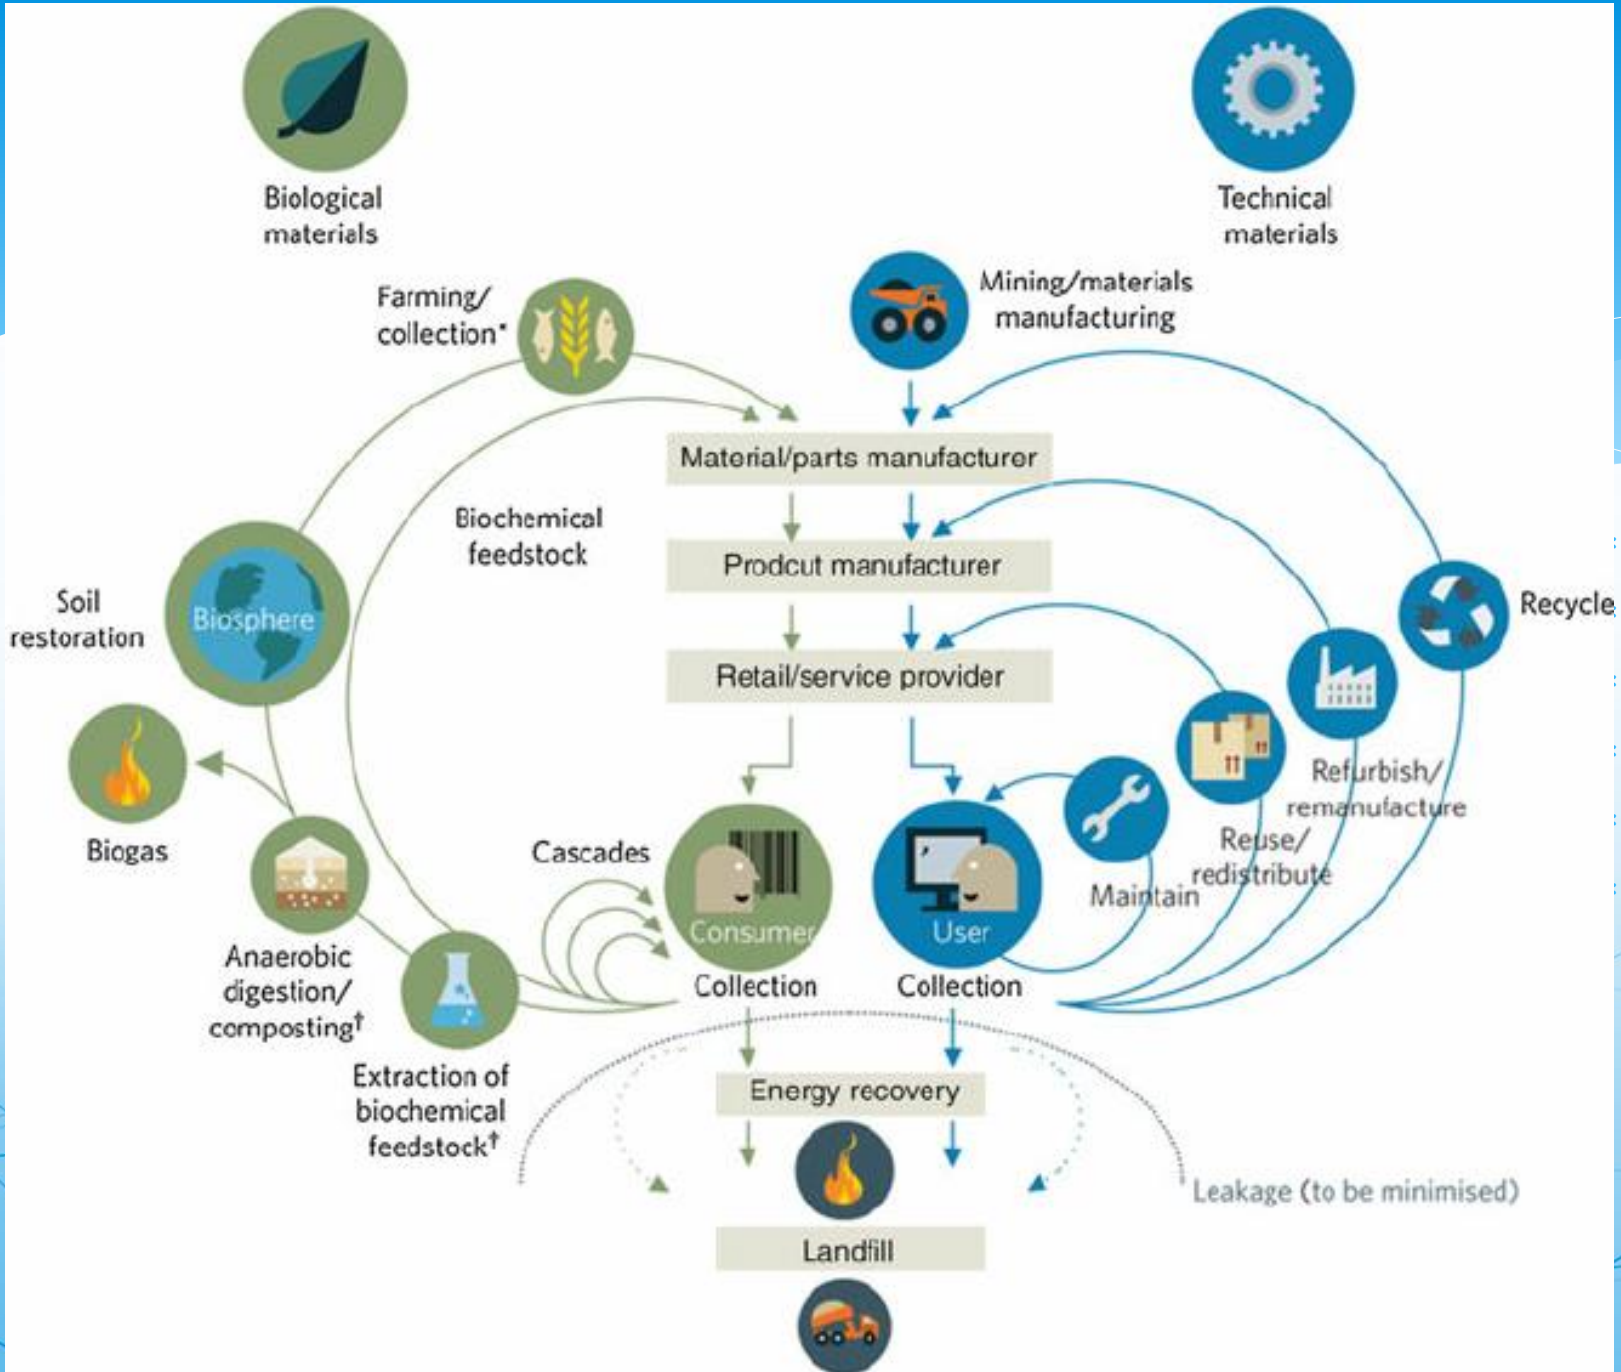 Biological
materials
Technical
materials
Farming/
collection*
Mining/materials
manufacturing
Material/parts manufacturer
Biochemical
feedstock
Prodcut manufacturer
Soil
restoration
Biosphere
Recycle
Retail/service provider
Biogas
Refurbish/
remanufacture
Reuse/
redistribute
Maintain
Cascades
Consumer
User
Collection
Collection
Anaerobic
digestion/
composting†
Extraction of
biochemical
feedstock†
Energy recovery
Leakage (to be minimised)
Landfill